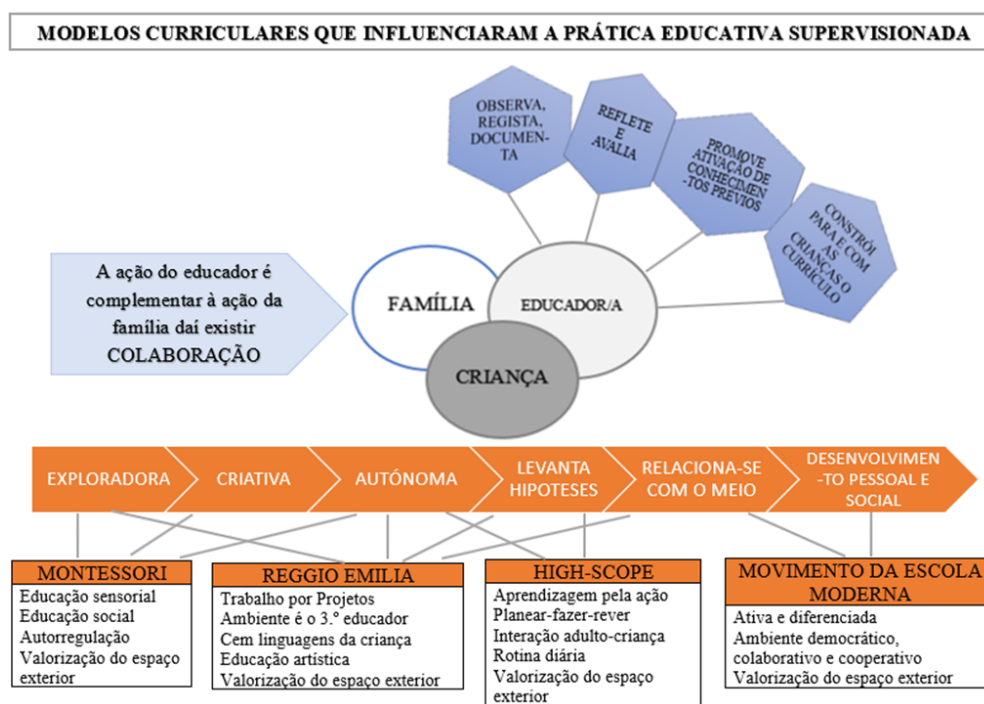 MODELOS CURRICULARES QUE INFLUENCIARAM A PRÁTICA EDUCATIVA SUPERVISIONADA
OBSERVA,
REGISTA,
DOCUMEN-
TA
REFLETE
E
AVALIA
PROMOVE
ATIVAÇÃO DE
CONHECIMEN
-TOS PRÉVIOS
CONSTRÓI
PARA E COM
AS
CRIANÇAS O
CURRÍCULO
A ação do educador é
complementar à ação da
família daí existir
COLABORAÇÃO
FAMÍLIA
EDUCADOR/A
CRIANÇA
EXPLORADORA
CRIATIVA
AUTÓNOMA
LEVANTA
HIPOTESES
RELACIONA-SE
COM O MEIO
DESENVOLVIMEN
-TO PESSOAL E
SOCIAL
MONTESSORI
Educação sensorial
Educação social
Autorregulação
Valorização do espaço
exterior
REGGIO EMILIA
Trabalho por Projetos
Ambiente é o 3.º educador
Cem linguagens da criança
Educação artística
Valorização do espaço exterior
HIGH-SCOPE
Aprendizagem pela ação
Planear-fazer-rever
Interação adulto-criança
Rotina diária
Valorização do espaço
exterior
MOVIMENTO DA ESCOLA
MODERNA
Ativa e diferenciada
Ambiente democrático,
colaborativo e cooperativo
Valorização do espaço exterior